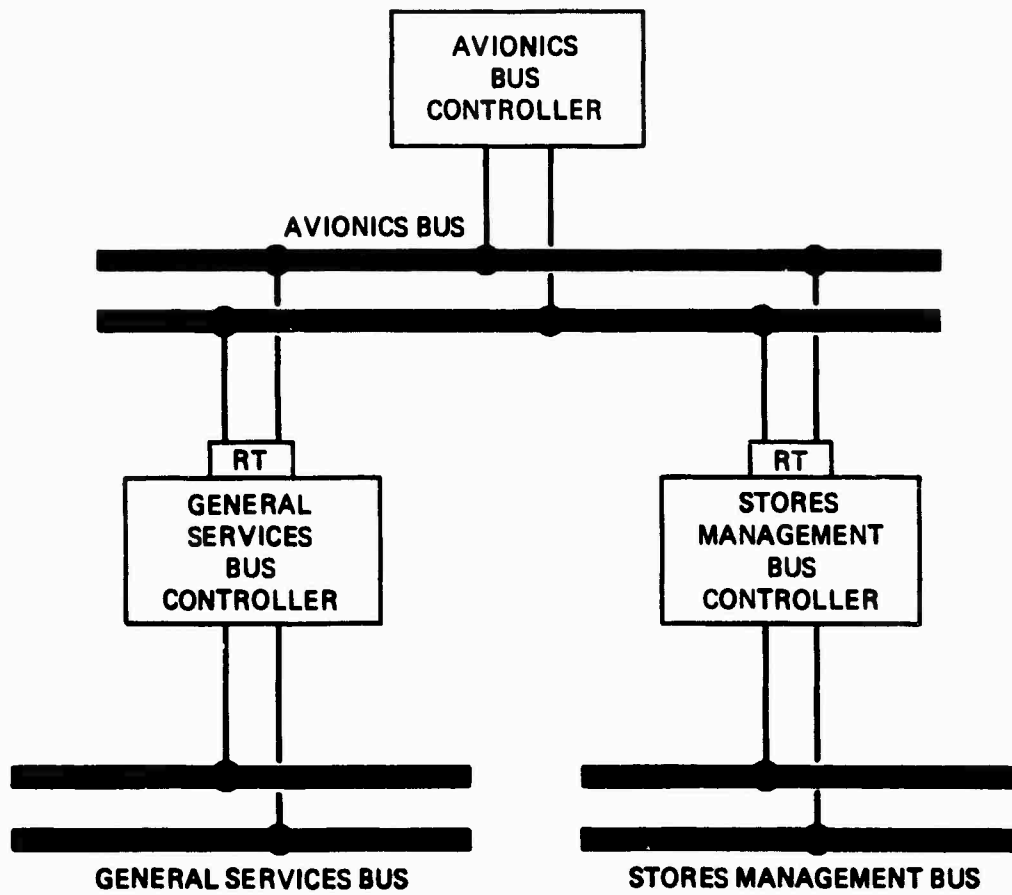 AVIONICS
BUS
CONTROLLER
AVIONICS BUS
RT
GENERAL
SERVICES
BUS
CONTROLLER
RT
STORES
MANAGEMENT
BUS
CONTROLLER
GENERAL SERVICES BUS
STORES MANAGEMENT BUS